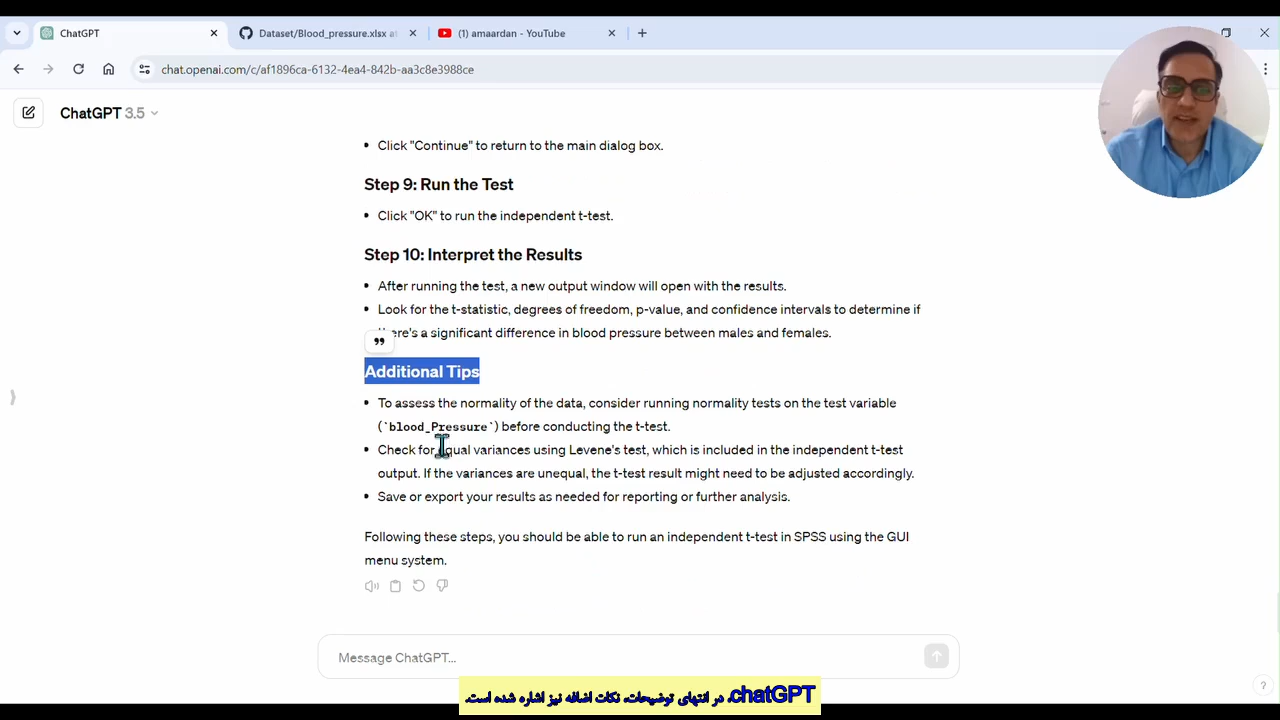 ChatGPT
Dataset/Blood_pressure.xlsx at
(1) amaardan - YouTube
chat.openai.com/c/af1896ca-6132-4ea4-842b-aa3c8e3988ce
ChatGPT 3.5
• Click "Continue" to return to the main dialog box.
Step 9: Run the Test
• Click "OK" to run the independent t-test.
Step 10: Interpret the Results
• After running the test, a new output window will open with the results.
• Look for the t-statistic, degrees of freedom, p-value, and confidence intervals to determine if
there's a significant difference in blood pressure between males and females.
Additional Tips
• To assess the normality of the data, consider running normality tests on the test variable
(`blood_Pressure`) before conducting the t-test.
• Check for equal variances using Levene's test, which is included in the independent t-test
output. If the variances are unequal, the t-test result might need to be adjusted accordingly.
• Save or export your results as needed for reporting or further analysis.
Following these steps, you should be able to run an independent t-test in SPSS using the GUI
menu system.
Message ChatGPT...
chatGPT، در انتهای توضیحات، نکات اضافه نیز اشاره شده است.